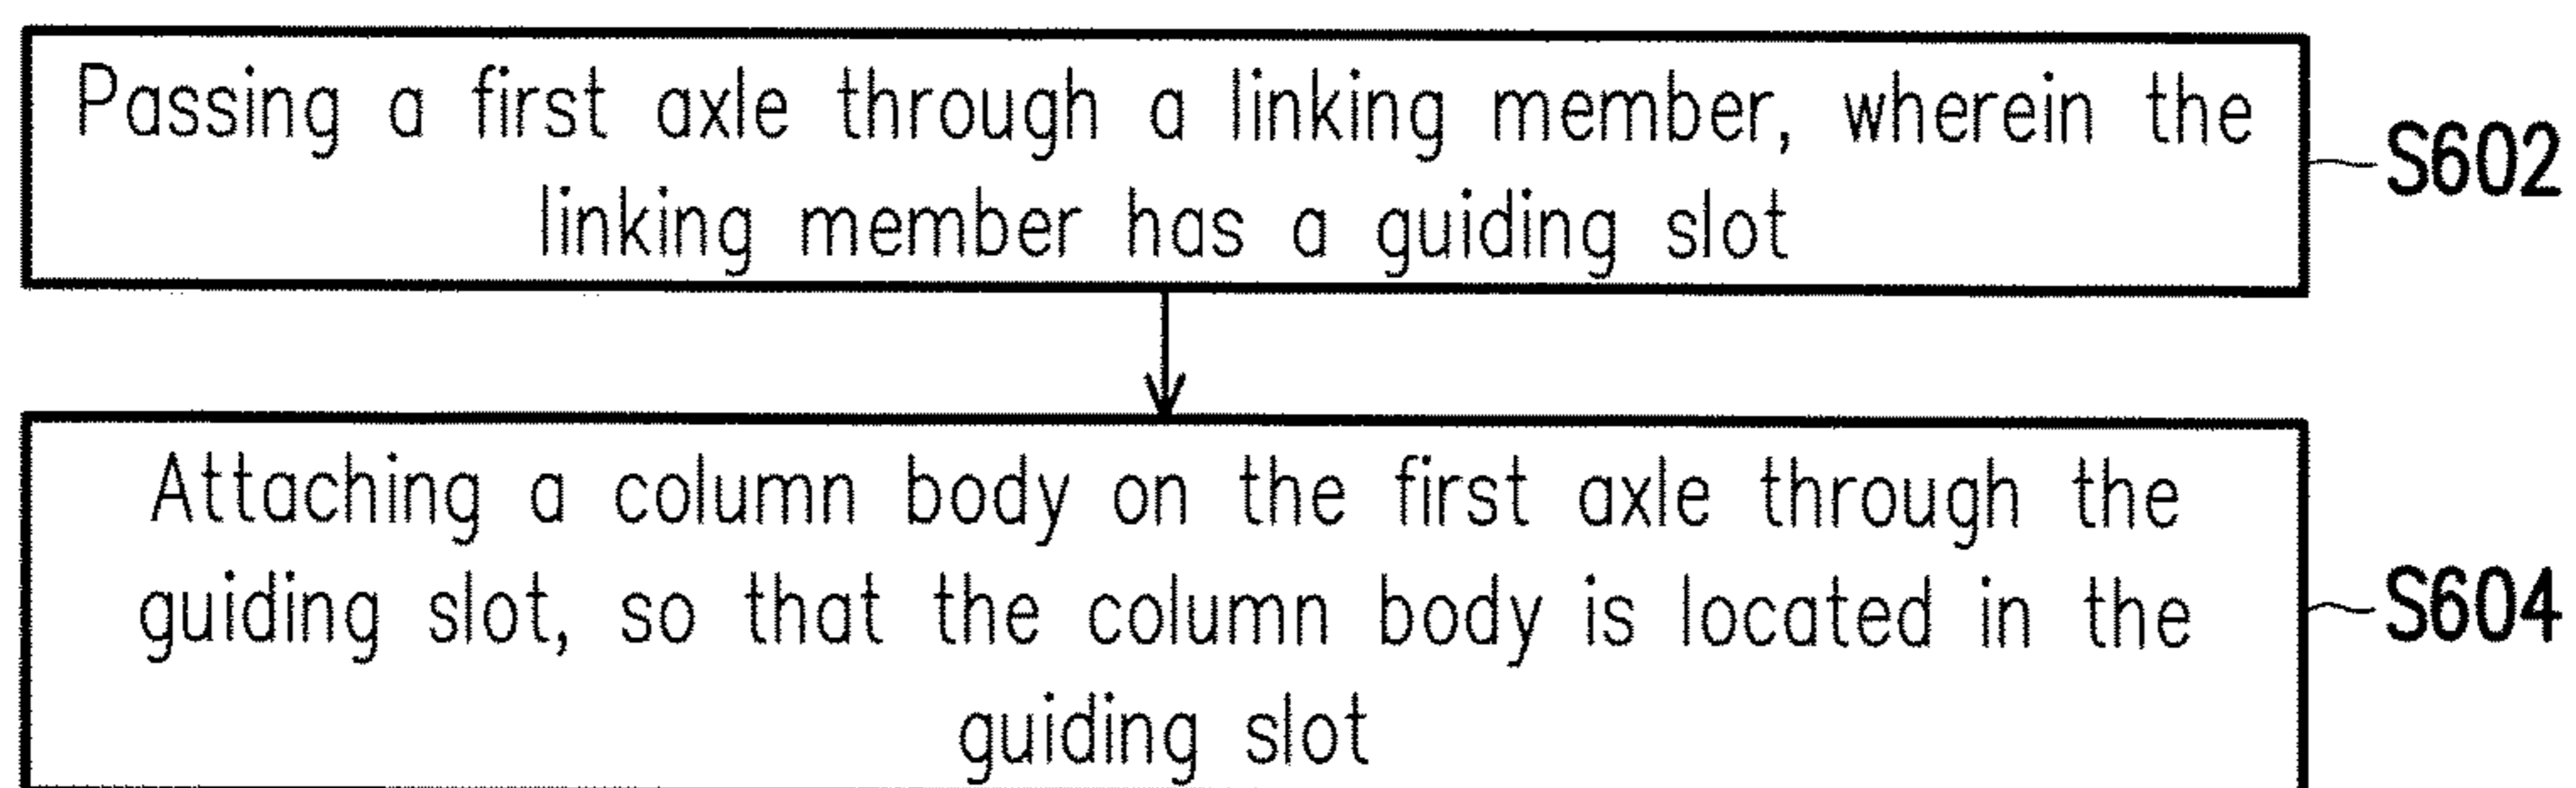 Passing a first axle through a linking member, wherein the
linking member has a guiding slot
S602
Attaching a column body on the first axle through the
guiding slot, so that the column body is located in the
guiding slot
S604